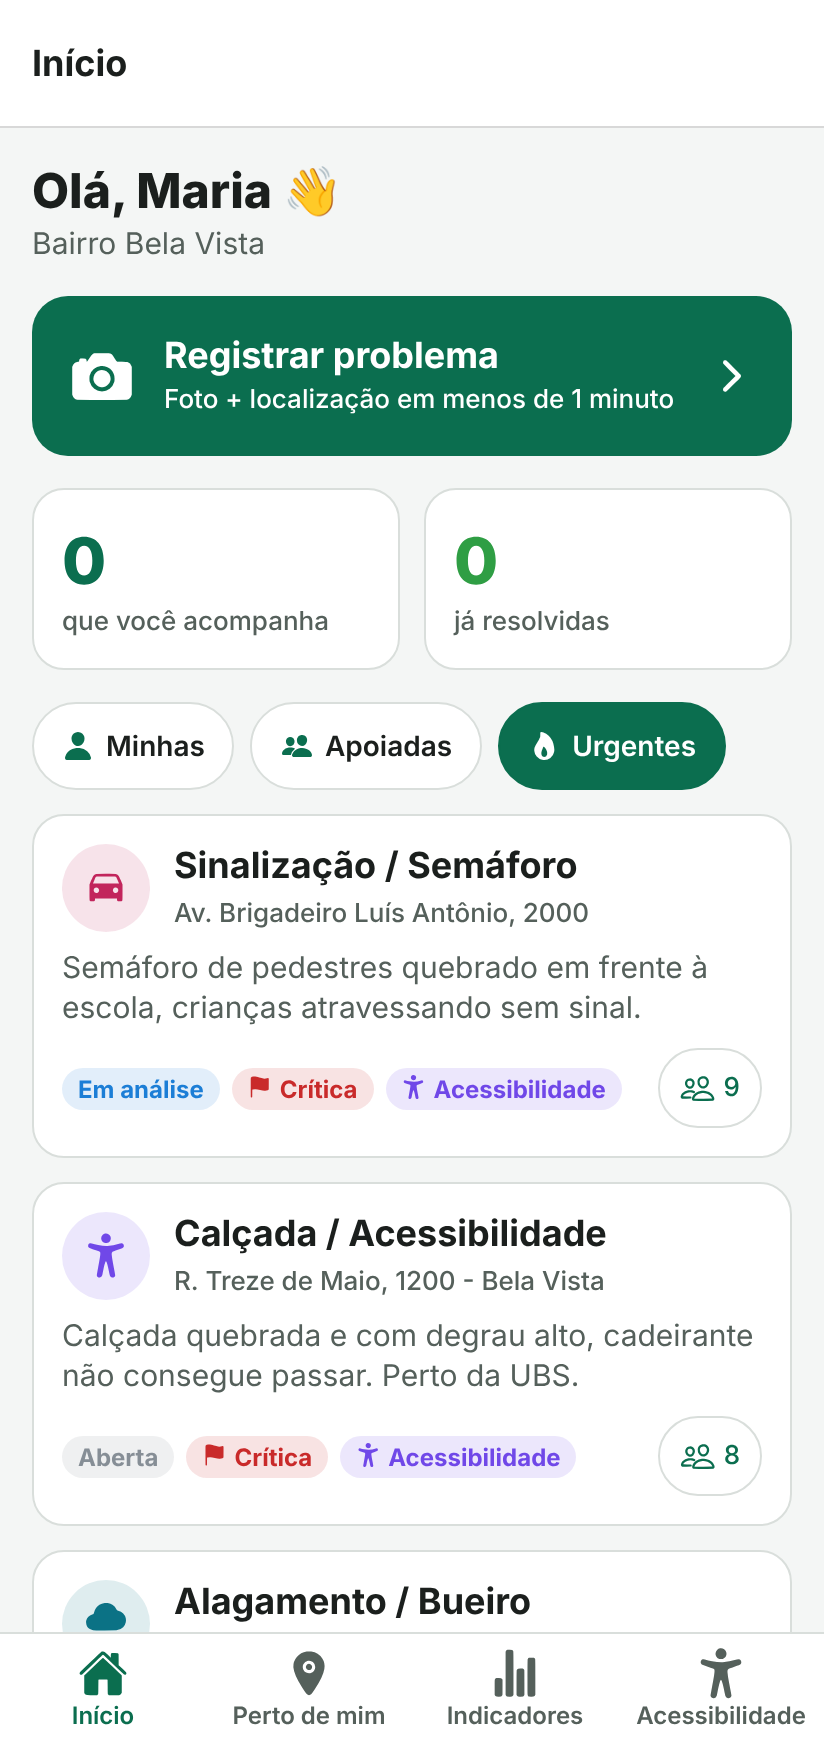 Início
Olá, Maria 👋
Bairro Bela Vista
Registrar problema
Foto + localização em menos de 1 minuto
0
que você acompanha
0
já resolvidas
Minhas
Apoiadas
Urgentes
Sinalização / Semáforo
Av. Brigadeiro Luís Antônio, 2000
Semáforo de pedestres quebrado em frente à
escola, crianças atravessando sem sinal.
Em análise
Crítica
Acessibilidade
9
Calçada / Acessibilidade
R. Treze de Maio, 1200 - Bela Vista
Calçada quebrada e com degrau alto, cadeirante
não consegue passar. Perto da UBS.
Aberta
Crítica
Acessibilidade
8
Alagamento / Bueiro
Início
Perto de mim
Indicadores
Acessibilidade